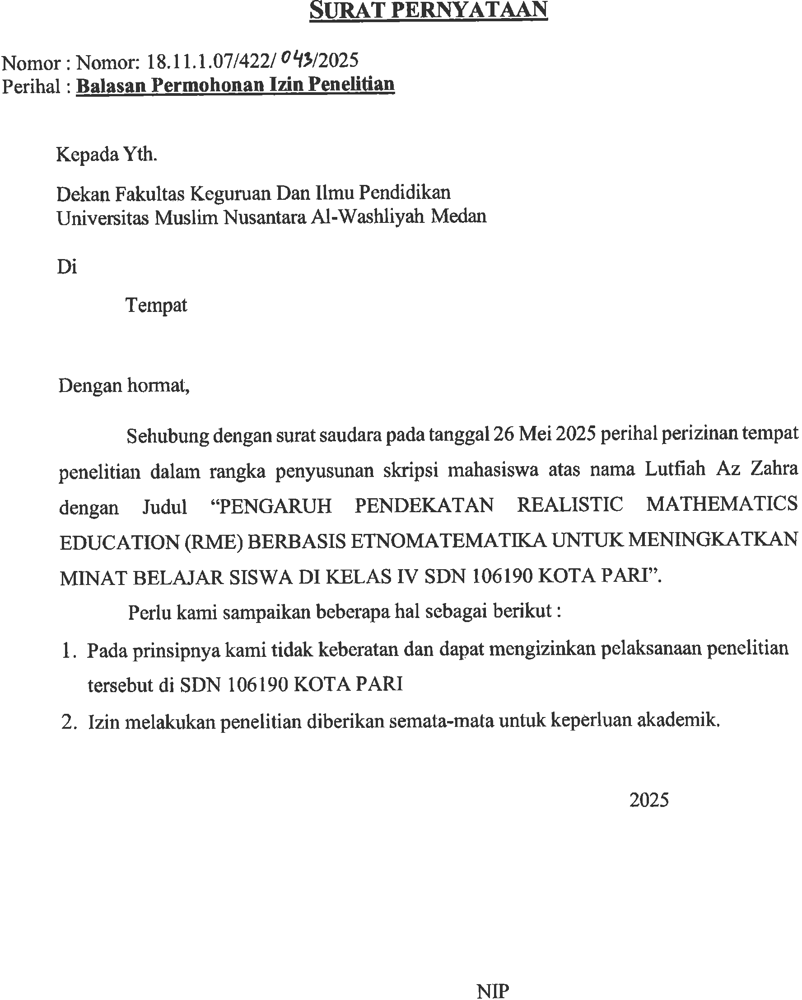 SURAT PERNYATAAN
Nomor : Nomor: 18.11.1.07/422/ 043/2025
Perihal : Balasan Permohonan Izin Penelitian
Kepada Yth.
Dekan Fakultas Keguruan Dan Ilmu Pendidikan
Universitas Muslim Nusantara Al-Washliyah Medan
Di
Tempat
Dengan hormat,
Sehubung dengan surat saudara pada tanggal 26 Mei 2025 perihal perizinan tempat
penelitian dalam rangka penyusunan skripsi mahasiswa atas nama Lutfiah Az Zahra
dengan Judul “PENGARUH PENDEKATAN REALISTIC MATHEMATICS
EDUCATION (RME) BERBASIS ETNOMATEMATIKA UNTUK MENINGKATKAN
MINAT BELAJAR SISWA DI KELAS IV SDN 106190 KOTA PARI”.
Perlu kami sampaikan beberapa hal sebagai berikut :
1. Pada prinsipnya kami tidak keberatan dan dapat mengizinkan pelaksanaan penelitian
tersebut di SDN 106190 KOTA PARI
2. Izin melakukan penelitian diberikan semata-mata untuk keperluan akademik.
2025
NIP